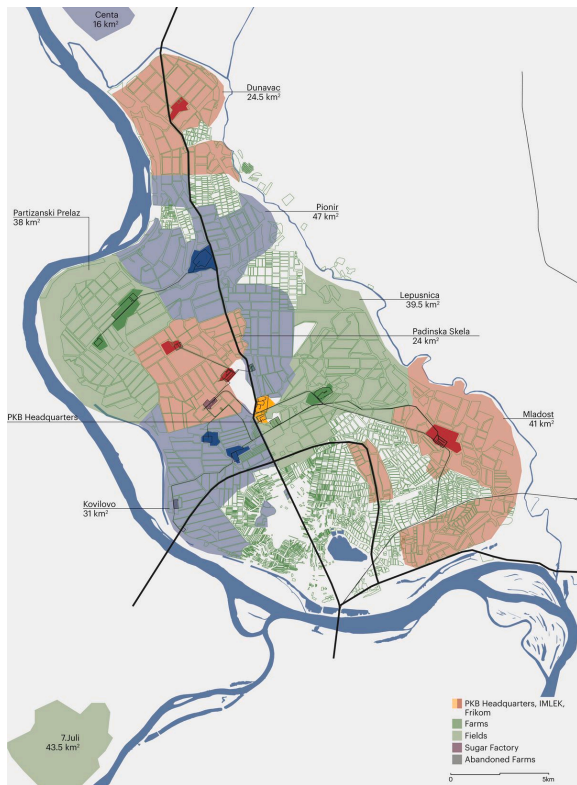 Centa
16 km²
Dunavac
24.5 km²
Pionir
47 km²
Partizanski Prelaz
38 km²
Lepusnica
39.5 km²
Padinska Skela
24 km²
PKB Headquarters
Mladost
41 km²
Kovilovo
31 km²
7.Juli
43.5 km²
PKB Headquarters, IMLEK,
Frikom
Farms
Fields
Sugar Factory
Abandoned Farms
0
5km